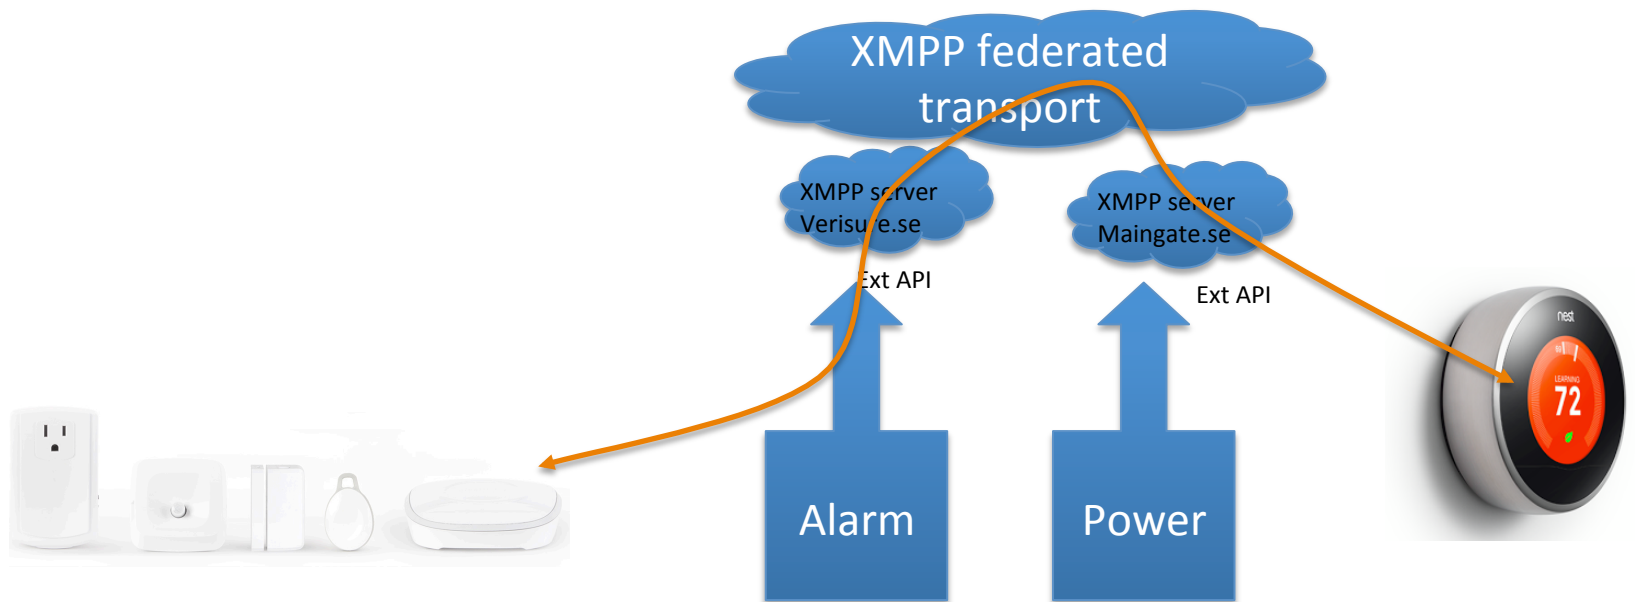 XMPP federated
transport
XMPP server
Verisure.se
XMPP server
Maingate.se
Ext API
Ext API
nest
LEARNING
72
Alarm
Power